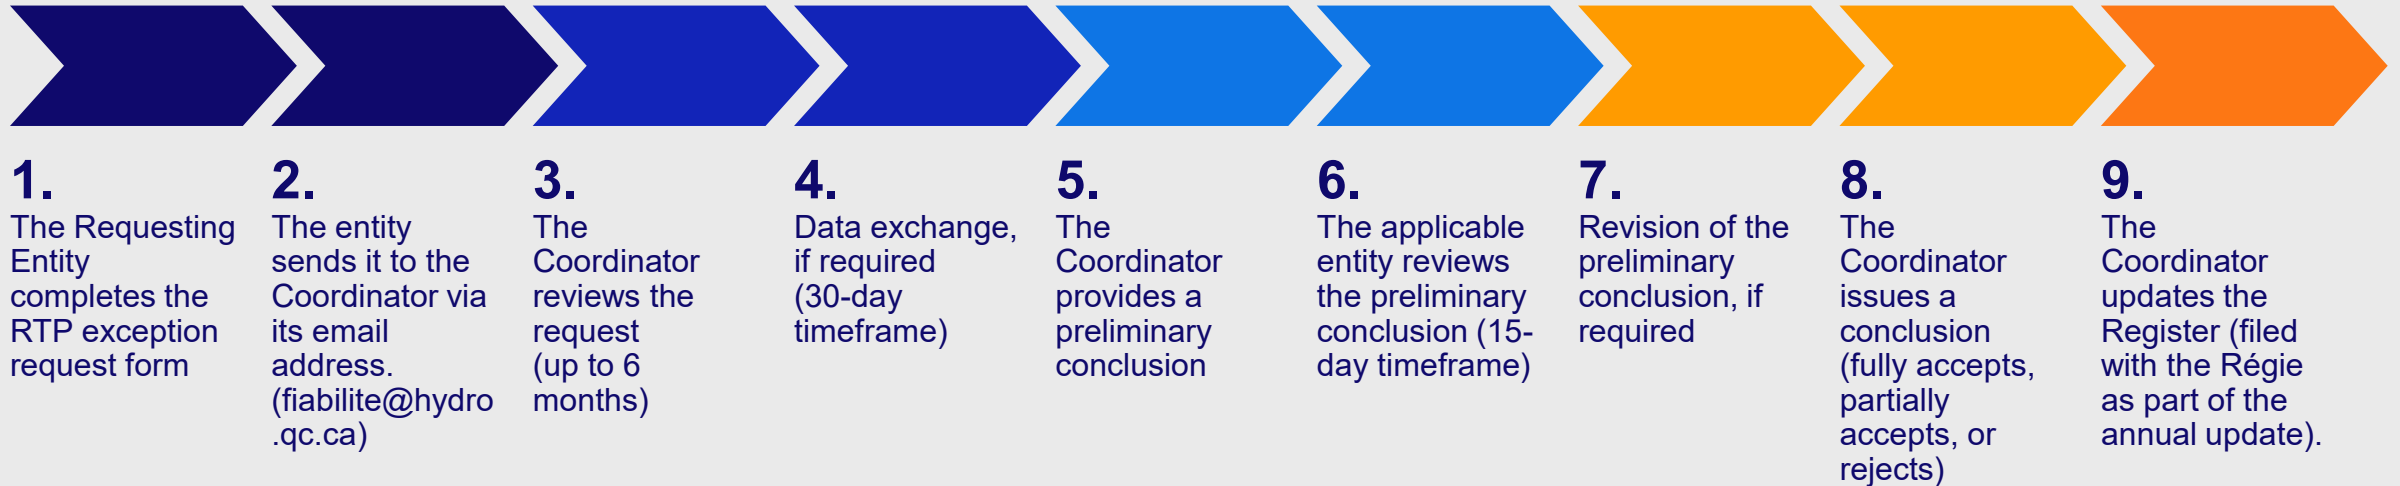 1.
The Requesting
Entity
completes the
RTP exception
request form
2.
The entity
sends it to the
Coordinator via
its email
address.
(fiabilite@hydro
.qc.ca)
3.
The
Coordinator
reviews the
request
(up to 6
months)
4.
Data exchange,
if required
(30-day
timeframe)
5.
The
Coordinator
provides a
preliminary
conclusion
6.
The applicable
entity reviews
the preliminary
conclusion (15-
day timeframe)
7.
Revision of the
preliminary
conclusion, if
required
8.
The
Coordinator
issues a
conclusion
(fully accepts,
partially
accepts, or
rejects)
9.
The
Coordinator
updates the
Register (filed
with the Régie
as part of the
annual update).